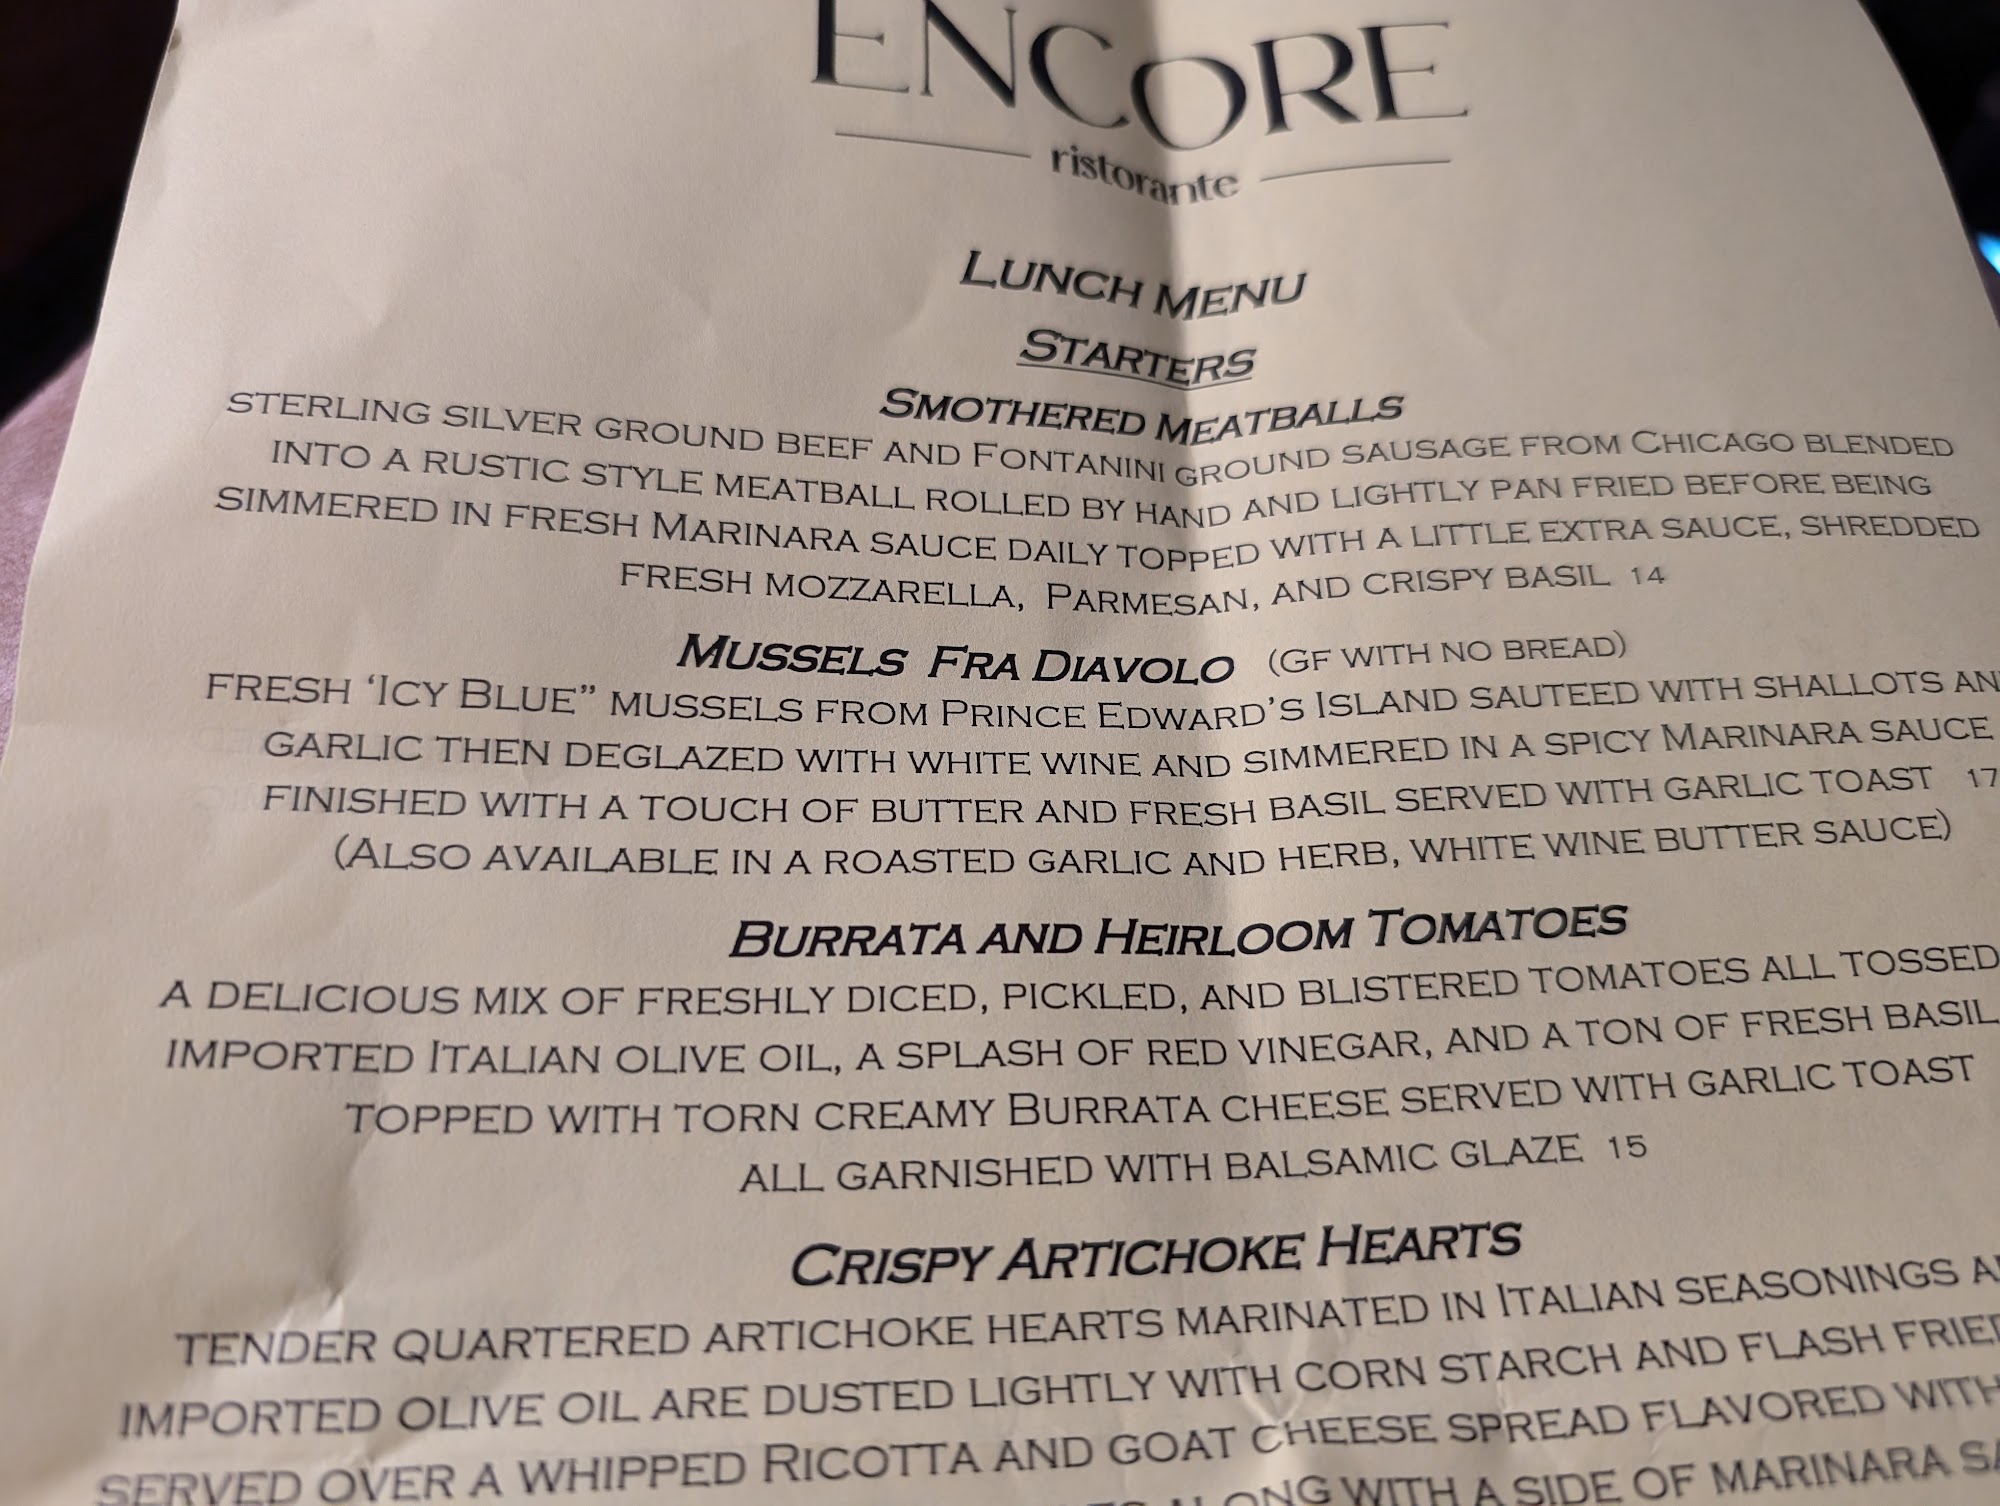 ENCORE
ristorante
LUNCH MENU
STARTERS
SMOTHERED MEATBALLS
STERLING SILVER GROUND BEEF AND FONTANINI GROUND SAUSAGE FROM CHICAGO BLENDED
INTO A RUSTIC STYLE MEATBALL ROLLED BY HAND AND LIGHTLY PAN FRIED BEFORE BEING
SIMMERED IN FRESH MARINARA SAUCE DAILY TOPPED WITH A LITTLE EXTRA SAUCE, SHREDDED
FRESH MOZZARELLA, PARMESAN, AND CRISPY BASIL 14
MUSSELS FRA DIAVOLO (GF WITH NO BREAD)
FRESH ‘ICY BLUE” MUSSELS FROM PRINCE EDWARD’S ISLAND SAUTEED WITH SHALLOTS AN
GARLIC THEN DEGLAZED WITH WHITE WINE AND SIMMERED IN A SPICY MARINARA SAUCE
FINISHED WITH A TOUCH OF BUTTER AND FRESH BASIL SERVED WITH GARLIC TOAST 17
(ALSO AVAILABLE IN A ROASTED GARLIC AND HERB, WHITE WINE BUTTER SAUCE)
BURRATA AND HEIRLOOM TOMATOES
A DELICIOUS MIX OF FRESHLY DICED, PICKLED, AND BLISTERED TOMATOES ALL TOSSED
IMPORTED ITALIAN OLIVE OIL, A SPLASH OF RED VINEGAR, AND A TON OF FRESH BASIL
TOPPED WITH TORN CREAMY BURRATA CHEESE SERVED WITH GARLIC TOAST
ALL GARNISHED WITH BALSAMIC GLAZE 15
CRISPY ARTICHOKE HEARTS
TENDER QUARTERED ARTICHOKE HEARTS MARINATED IN ITALIAN SEASONINGS
IMPORTED OLIVE OIL ARE DUSTED LIGHTLY WITH CORN STARCH AND FLASH FRIED
SERVED OVER A WHIPPED RICOTTA AND GOAT CHEESE SPREAD FLAVORED WITH
ALONG WITH A SIDE OF MARINARA